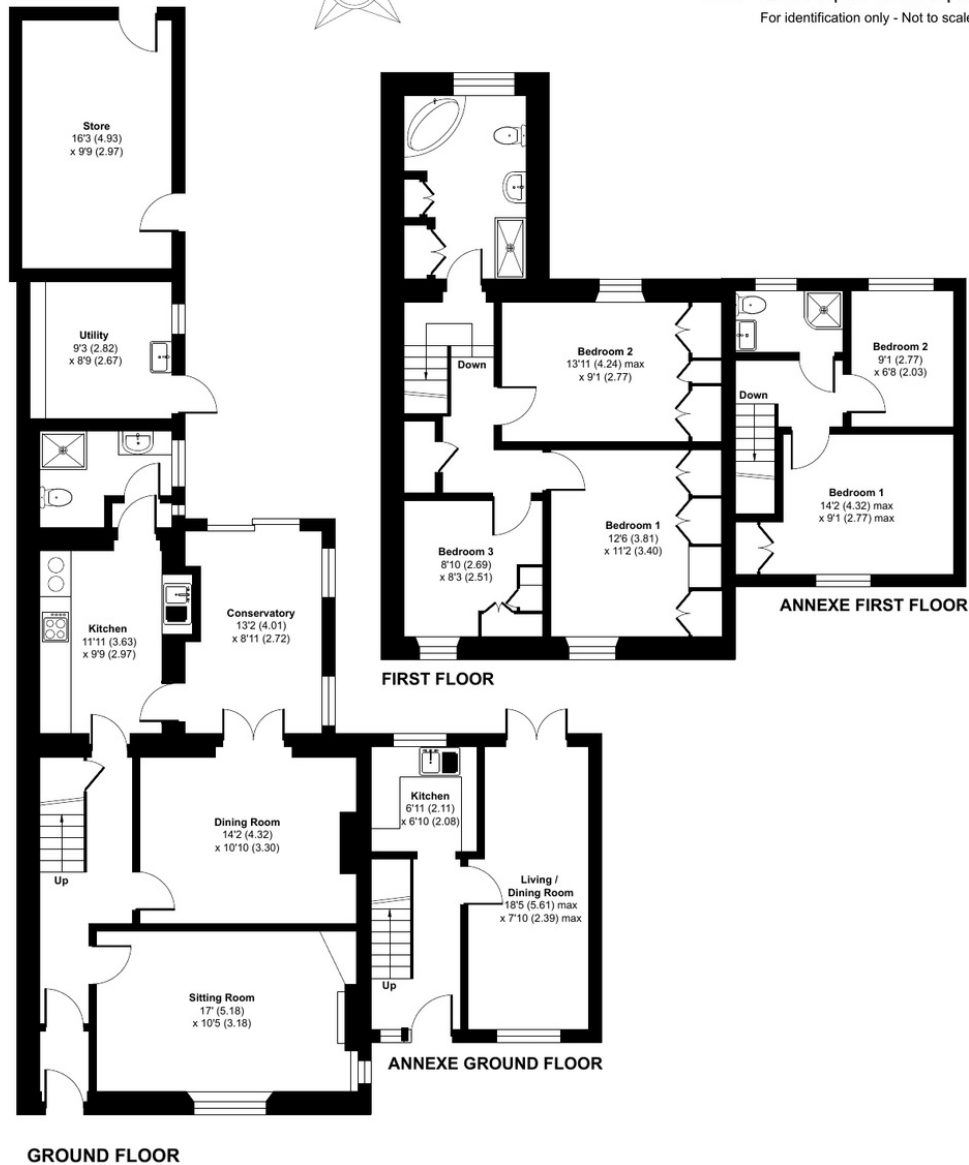 For identification only - Not to scale
Store
16'3 (4.93)
x 9'9 (2.97)
Utility
9'3 (2.82)
x 8'9 (2.67)
Kitchen
11'11 (3.63)
x 9'9 (2.97)
Conservatory
13'2 (4.01)
x 8'11 (2.72)
Dining Room
14'2 (4.32)
x 10'10 (3.30)
Up
Sitting Room
17' (5.18)
x 10'5 (3.18)
GROUND FLOOR
Down
Bedroom 2
13'11 (4.24) max
x 9'1 (2.77)
Bedroom 1
12'6 (3.81)
x 11'2 (3.40)
Bedroom 3
8'10 (2.69)
x 8'3 (2.51)
FIRST FLOOR
Bedroom 2
9'1 (2.77)
x 6'8 (2.03)
Down
Bedroom 1
14'2 (4.32) max
x 9'1 (2.77) max
ANNEXE FIRST FLOOR
Kitchen
6'11 (2.11)
x 6'10 (2.08)
Living /
Dining Room
18'5 (5.61) max
x 7'10 (2.39) max
Up
ANNEXE GROUND FLOOR